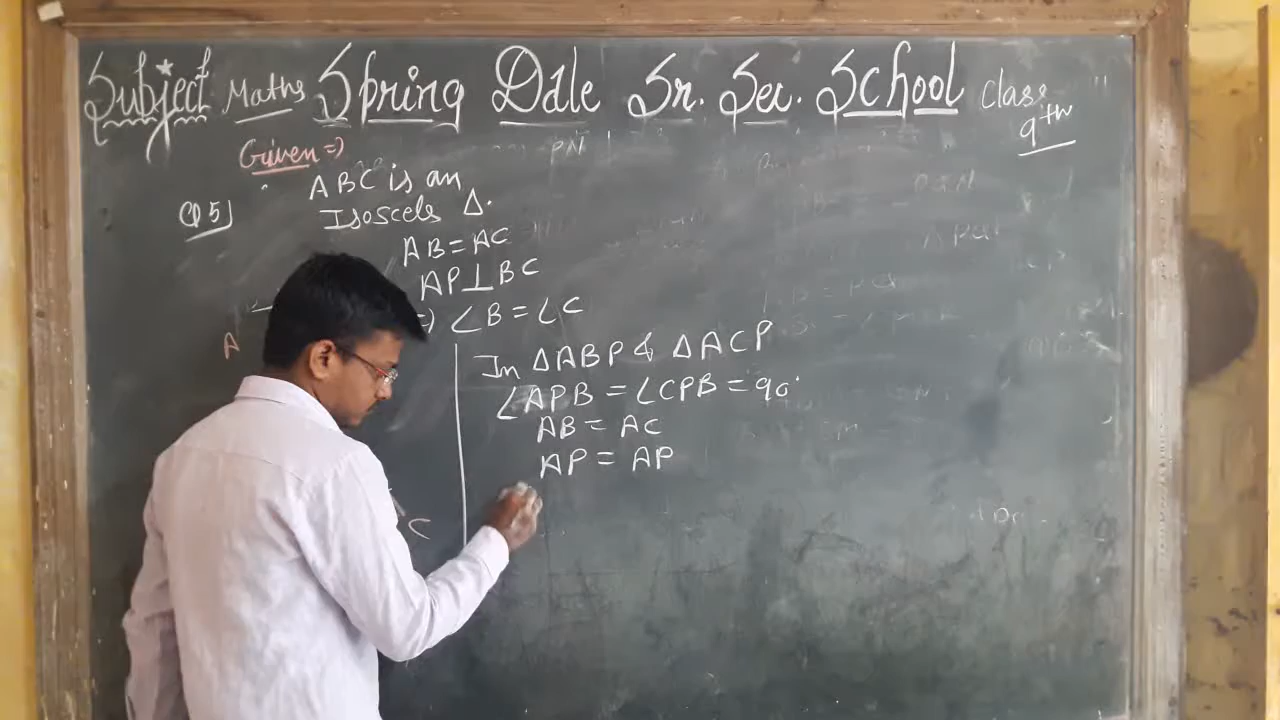 Subject Maths Spring Dale Sr. Sec. School Class 9th
Given =>
Q 5)
ABC is an
Isoscels Δ.
AB = AC
AP⊥BC
=> ∠B = ∠C
In ΔABP & ΔACP
∠APB = ∠CPB = 90°
AB = AC
AP = AP
A
C